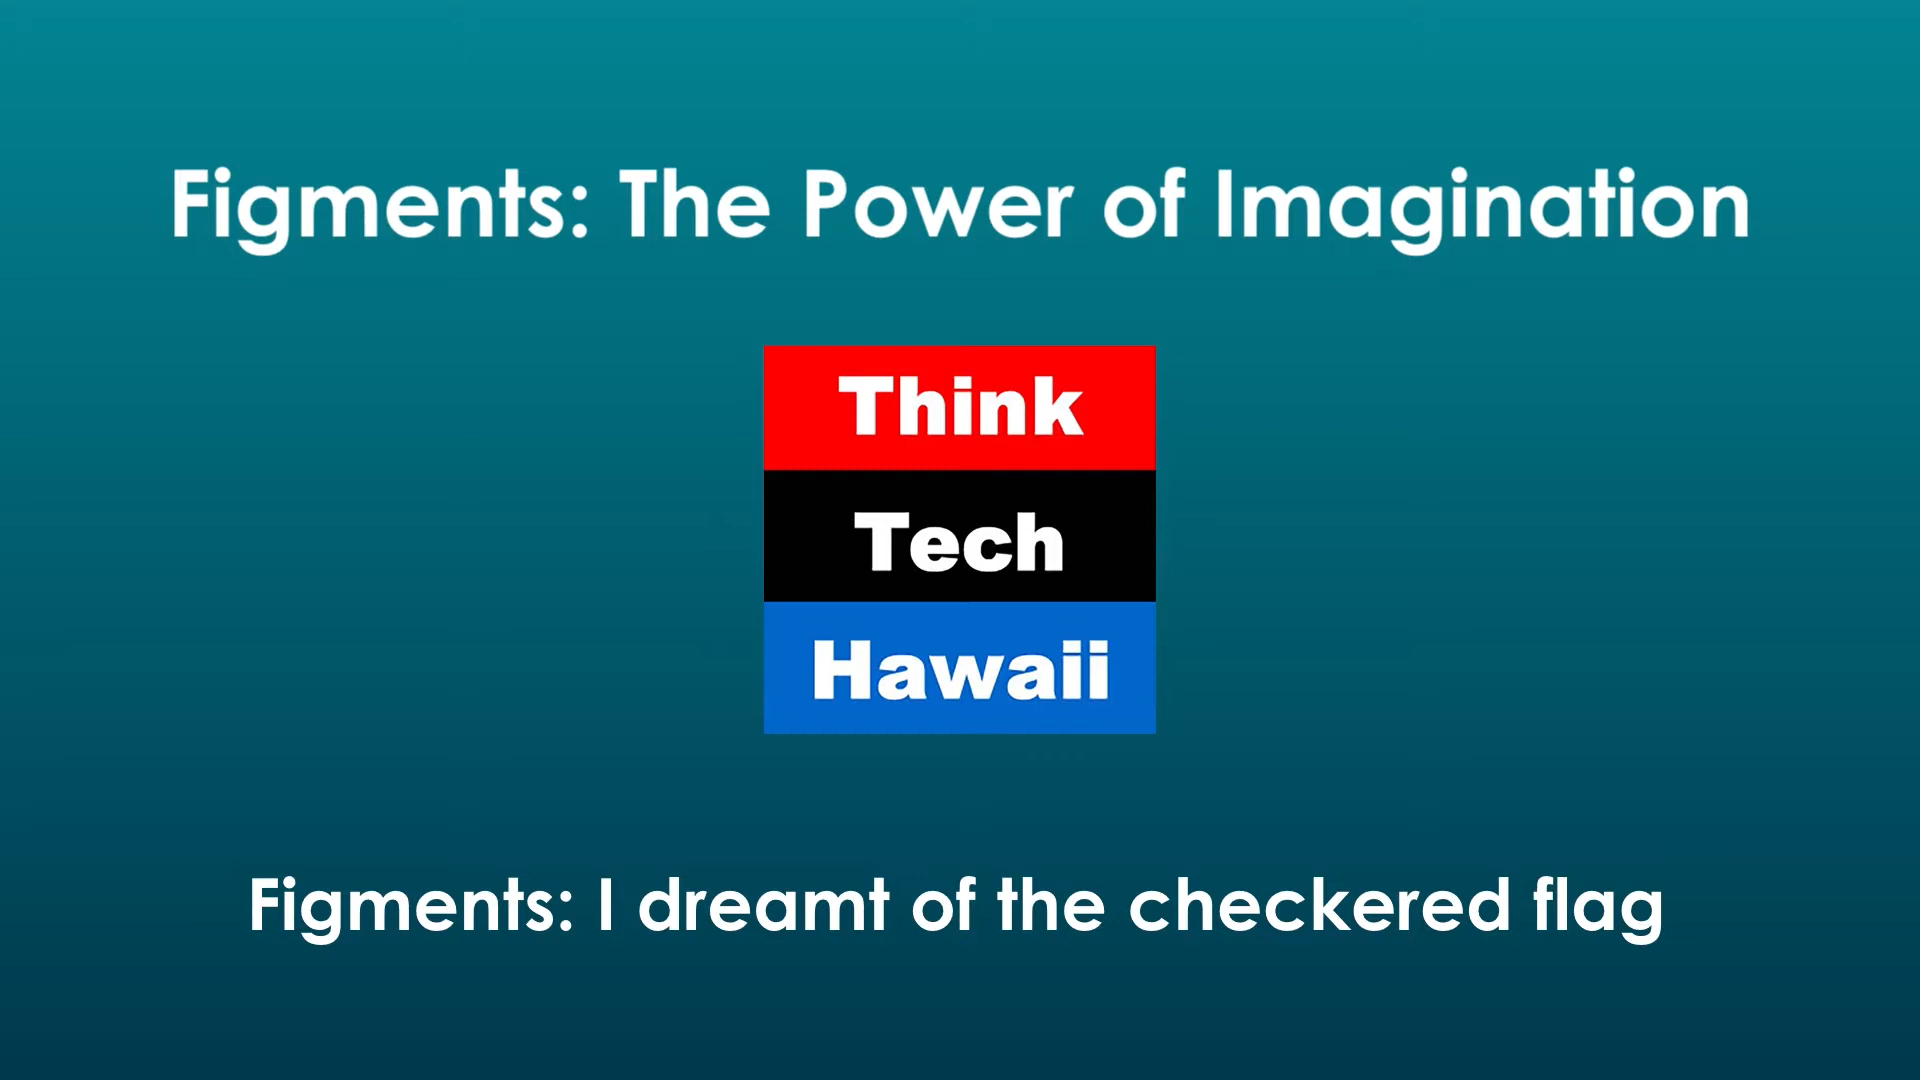 Figments: The Power of Imagination
Think
Tech
Hawaii
Figments: I dreamt of the checkered flag